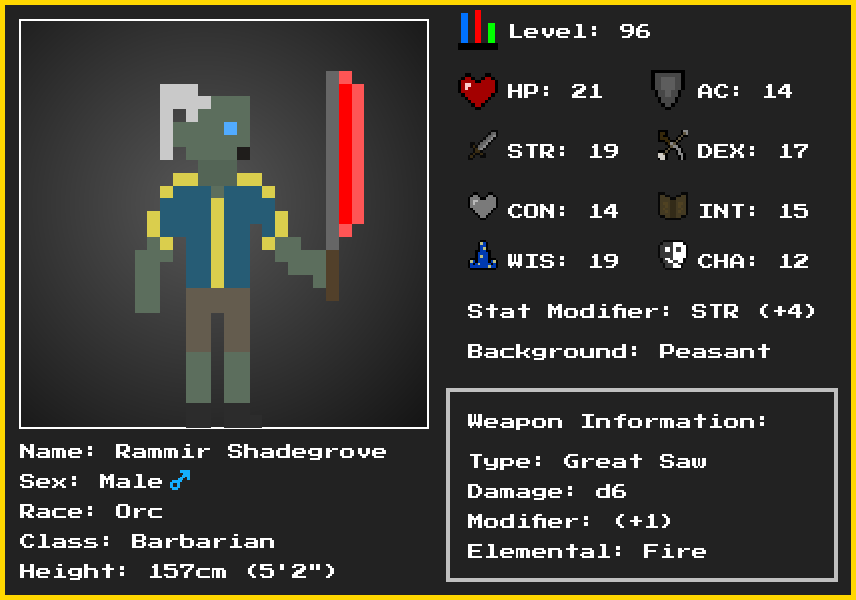 Level: 96
HP: 21 AC: 14
STR: 19 DEX: 17
CON: 14 INT: 15
WIS: 19 CHA: 12
Stat Modifier: STR (+4)
Background: Peasant
Weapon Information:
Type: Great Saw
Damage: d6
Modifier: (+1)
Elemental: Fire
Name: Rammir Shadegrove
Sex: Male♂
Race: Orc
Class: Barbarian
Height: 157cm (5'2")